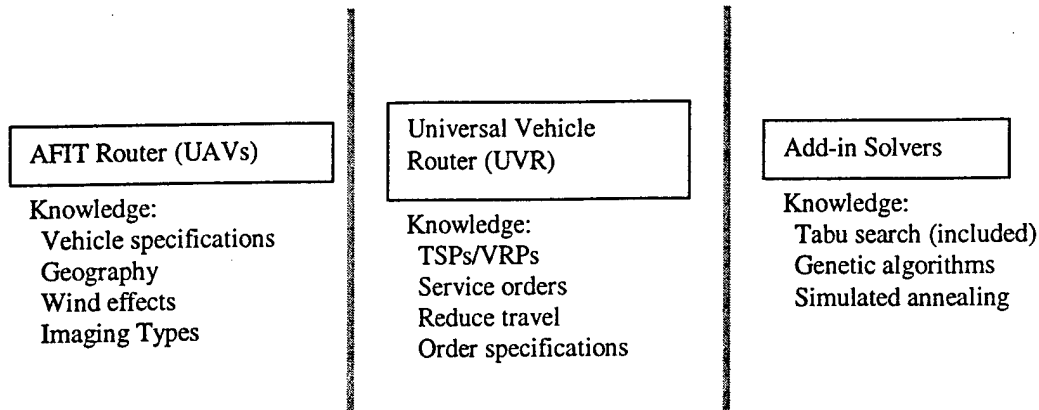 AFIT Router (UAVs)
Knowledge:
Vehicle specifications
Geography
Wind effects
Imaging Types
Universal Vehicle
Router (UVR)
Knowledge:
TSPs/VRPs
Service orders
Reduce travel
Order specifications
Add-in Solvers
Knowledge:
Tabu search (included)
Genetic algorithms
Simulated annealing